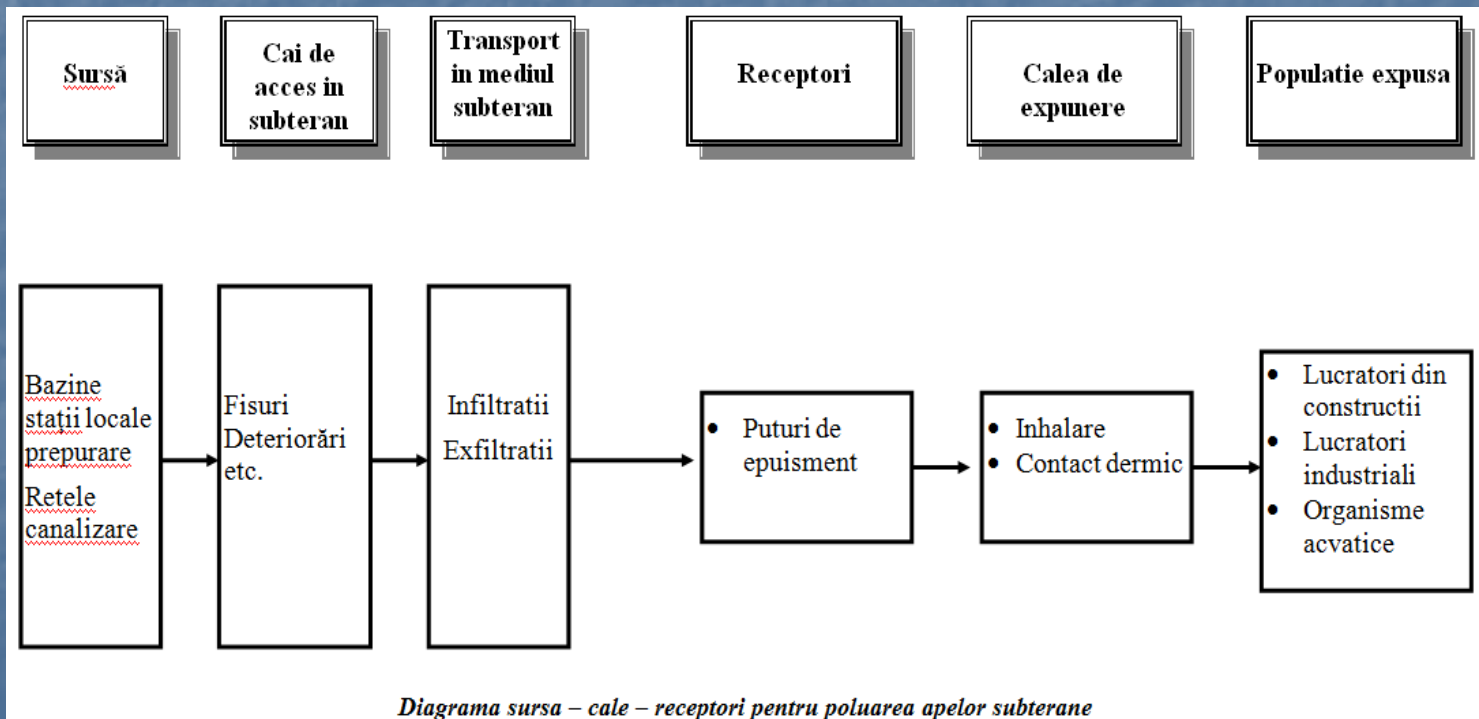 Sursă
Cai de
acces in
subteran
Transport
in mediul
subteran
Receptori
Calea de
expunere
Populatie expusa
Bazine
stații locale
prepurare
Retele
canalizare
Fisuri
Deteriorări
etc.
Infiltratii
Exfiltratii
• Puturi de
epuisment
• Inhalare
• Contact dermic
• Lucratori din
constructii
• Lucratori
industriali
• Organisme
acvatice
Diagrama sursa – cale – receptori pentru poluarea apelor subterane